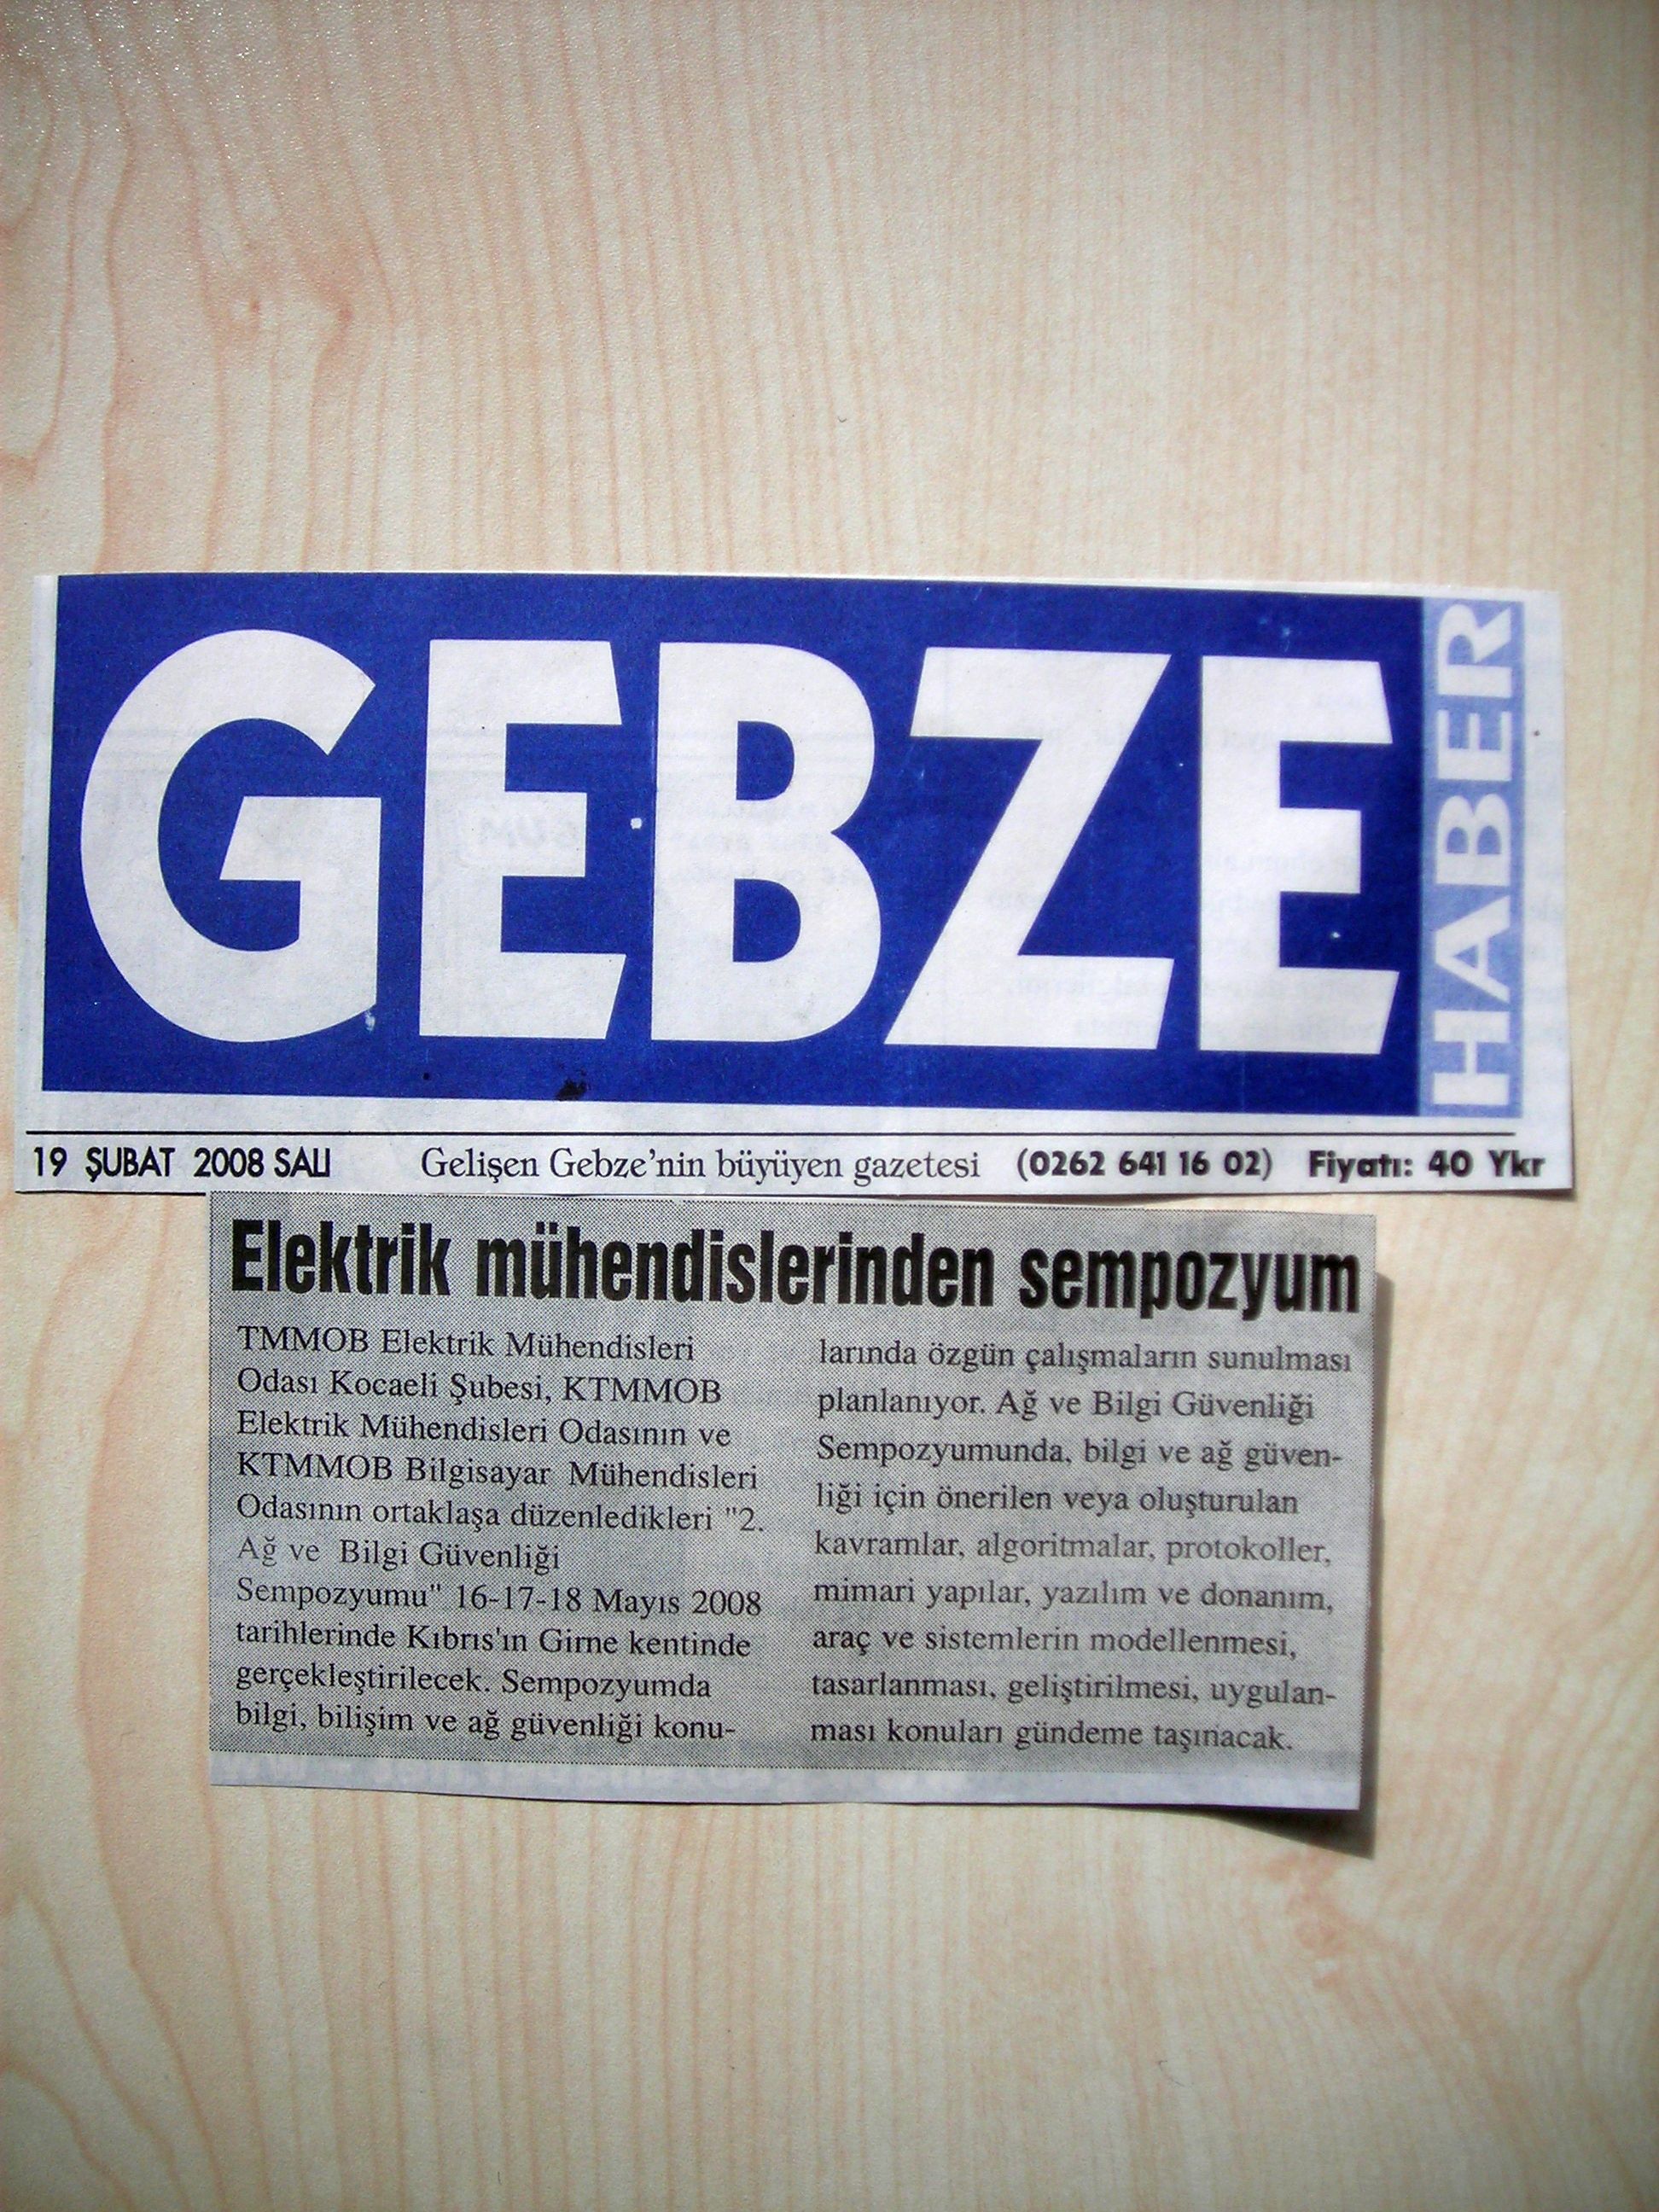 GEBZE
HABER
19 ŞUBAT 2008 SALI Gelişen Gebze'nin büyüyen gazetesi (0262 641 16 02) Fiyatı: 40 Ykr
Elektrik mühendislerinden sempozyum
TMMOB Elektrik Mühendisleri
Odası Kocaeli Şubesi, KTMMOB
Elektrik Mühendisleri Odasının ve
KTMMOB Bilgisayar Mühendisleri
Odasının ortaklaşa düzenledikleri "2.
Ağ ve Bilgi Güvenliği
Sempozyumu" 16-17-18 Mayıs 2008
tarihlerinde Kıbrıs'ın Girne kentinde
gerçekleştirilecek. Sempozyumda
bilgi, bilişim ve ağ güvenliği konu-
larında özgün çalışmaların sunulması
planlanıyor. Ağ ve Bilgi Güvenliği
Sempozyumunda, bilgi ve ağ güven-
liği için önerilen veya oluşturulan
kavramlar, algoritmalar, protokoller,
mimari yapılar, yazılım ve donanım,
araç ve sistemlerin modellenmesi,
tasarlanması, geliştirilmesi, uygulan-
ması konuları gündeme taşınacak.